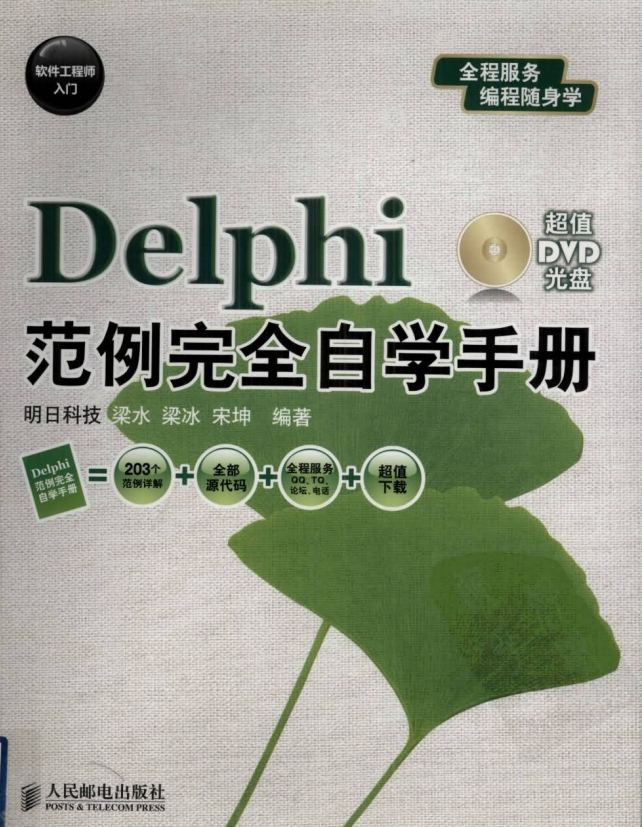 软件工程师
入门
全程服务
编程随身学
Delphi
超值
DVD
光盘
范例完全自学手册
明日科技 梁水 梁冰 宋坤 编著
Delphi
范例完全
自学手册
=
203个
范例详解
+
全部
源代码
+
全程服务
QQ、TQ、
论坛、电话
+
超值
下载
人民邮电出版社
POSTS & TELECOM PRESS